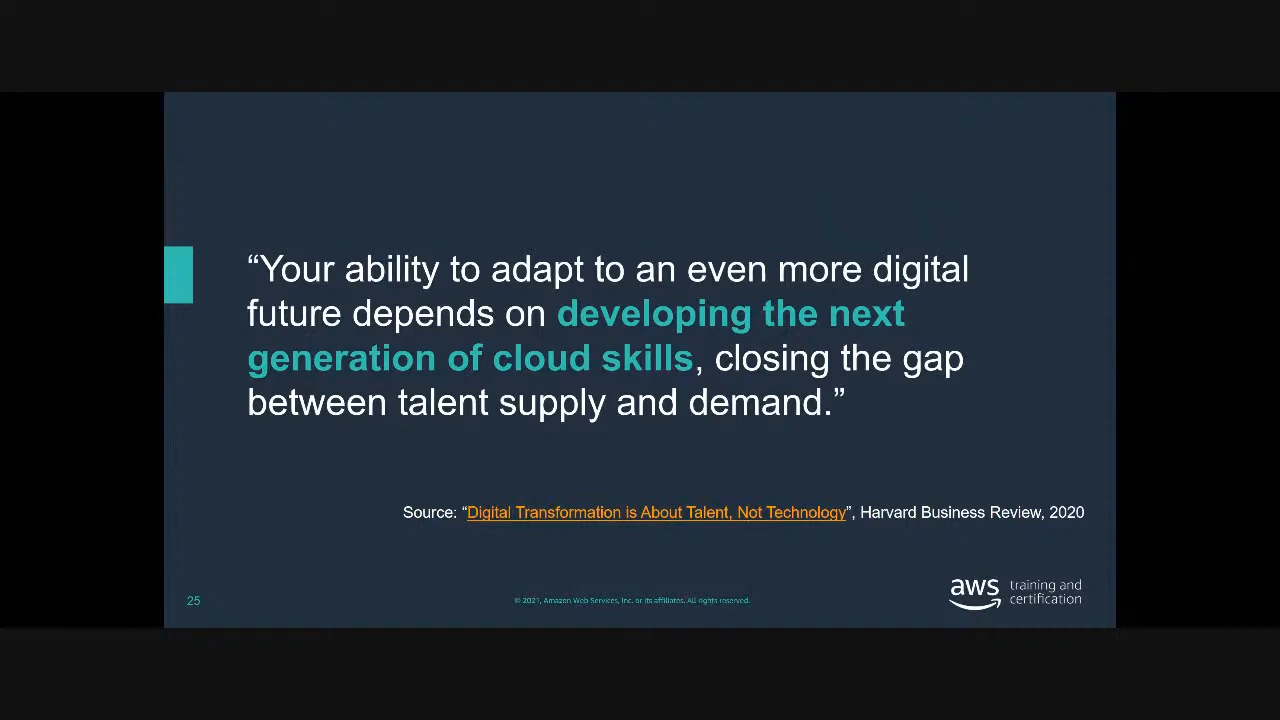 “Your ability to adapt to an even more digital
future depends on developing the next
generation of cloud skills, closing the gap
between talent supply and demand.”
Source: “Digital Transformation is About Talent, Not Technology”, Harvard Business Review, 2020
25
© 2021, Amazon Web Services, Inc. or its affiliates. All rights reserved.
aws training and
certification